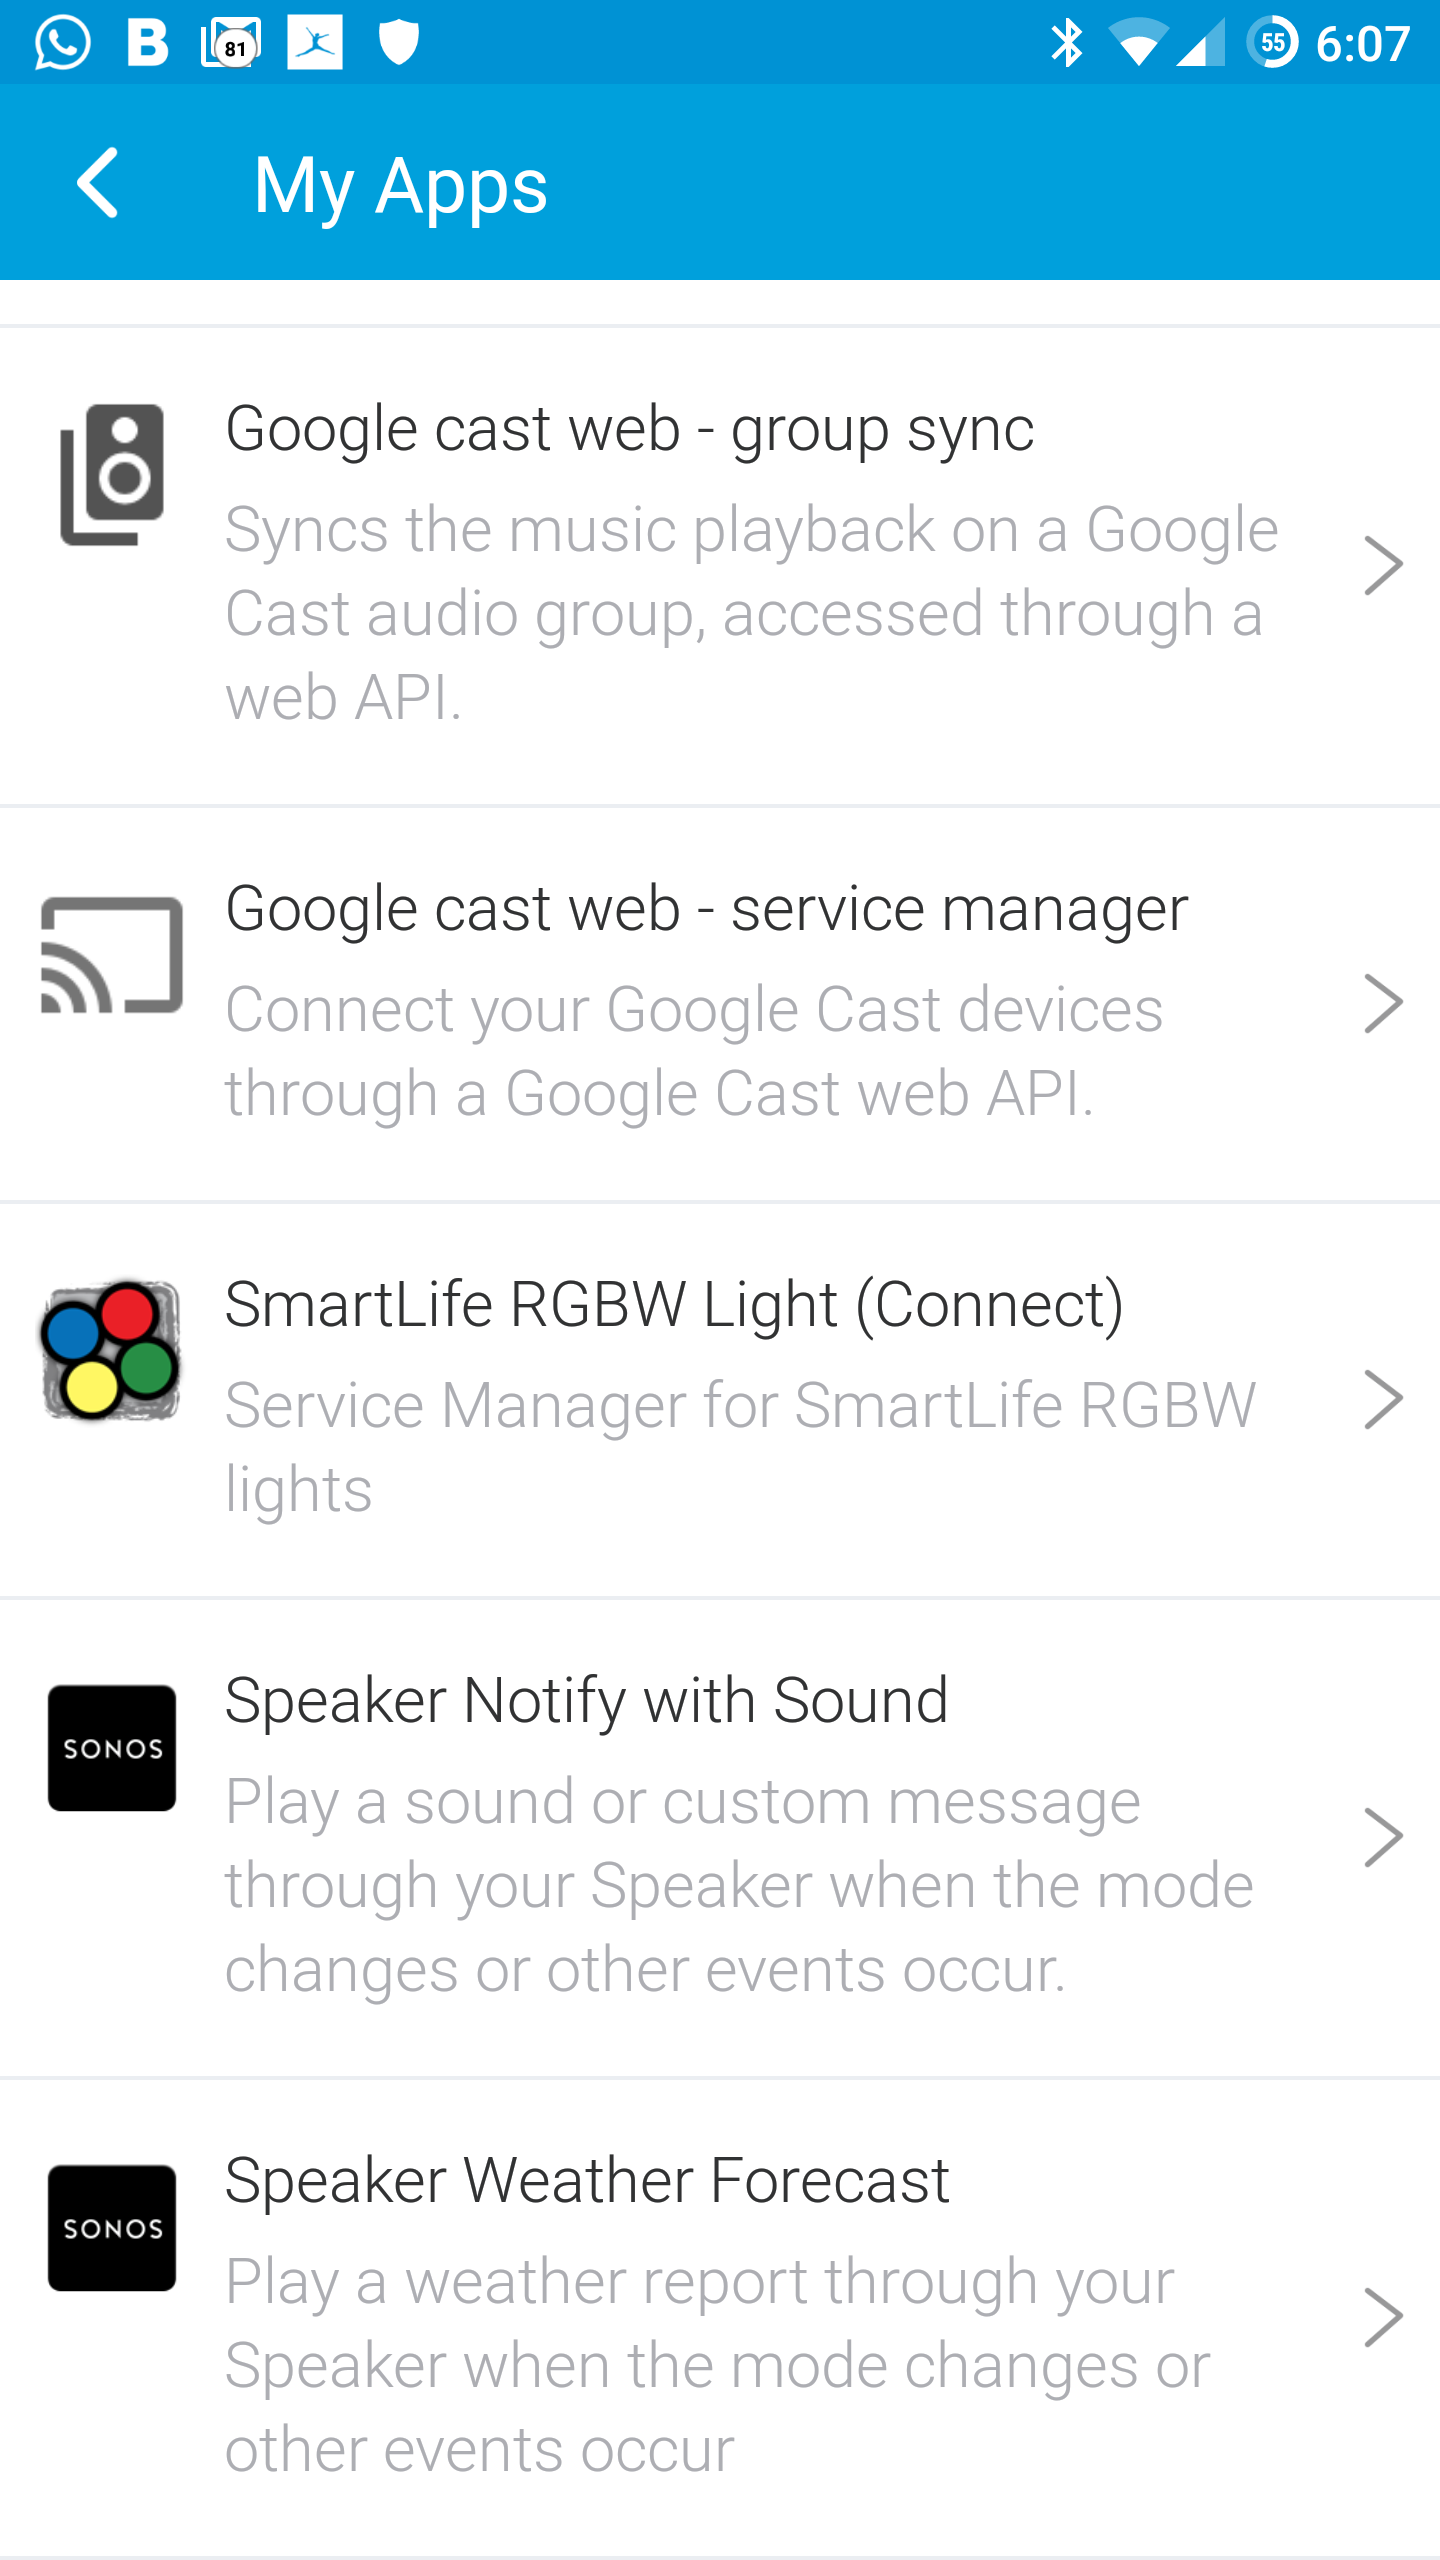 B 81 55 6:07
My Apps
Google cast web - group sync
Syncs the music playback on a Google
Cast audio group, accessed through a
web API.
Google cast web - service manager
Connect your Google Cast devices
through a Google Cast web API.
SmartLife RGBW Light (Connect)
Service Manager for SmartLife RGBW
lights
Speaker Notify with Sound
SONOS
Play a sound or custom message
through your Speaker when the mode
changes or other events occur.
Speaker Weather Forecast
SONOS
Play a weather report through your
Speaker when the mode changes or
other events occur